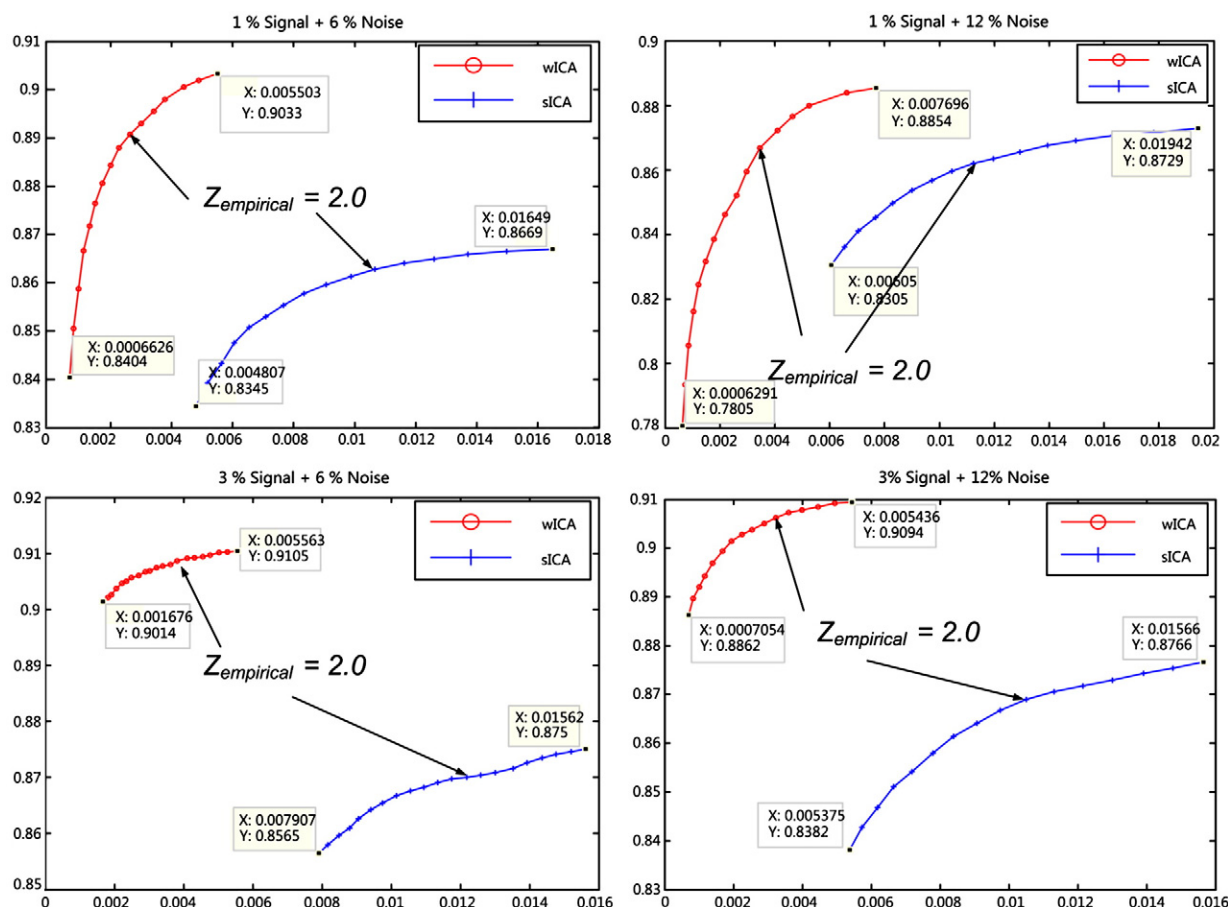 1 % Signal + 6 % Noise
0.91
0.9
0.89
0.88
0.87
0.86
0.85
0.84
0.83
0
0.002
0.004
0.006
0.008
0.01
0.012
0.014
0.016
0.018
wICA
sICA
X: 0.005503
Y: 0.9033
Zempirical = 2.0
X: 0.01649
Y: 0.8669
X: 0.0006626
Y: 0.8404
X: 0.004807
Y: 0.8345
1 % Signal + 12 % Noise
0.9
0.88
0.86
0.84
0.82
0.8
0.78
0
0.002
0.004
0.006
0.008
0.01
0.012
0.014
0.016
0.018
0.02
wICA
sICA
X: 0.007696
Y: 0.8854
X: 0.01942
Y: 0.8729
X: 0.00605
Y: 0.8305
Zempirical = 2.0
X: 0.0006291
Y: 0.7805
3 % Signal + 6 % Noise
0.92
0.91
0.9
0.89
0.88
0.87
0.86
0.85
0
0.002
0.004
0.006
0.008
0.01
0.012
0.014
0.016
wICA
sICA
X: 0.005563
Y: 0.9105
X: 0.001676
Y: 0.9014
Zempirical = 2.0
X: 0.01562
Y: 0.875
X: 0.007907
Y: 0.8565
3% Signal + 12% Noise
0.91
0.9
0.89
0.88
0.87
0.86
0.85
0.84
0.83
0
0.002
0.004
0.006
0.008
0.01
0.012
0.014
0.016
wICA
sICA
X: 0.005436
Y: 0.9094
X: 0.0007054
Y: 0.8862
Zempirical = 2.0
X: 0.01566
Y: 0.8766
X: 0.005375
Y: 0.8382